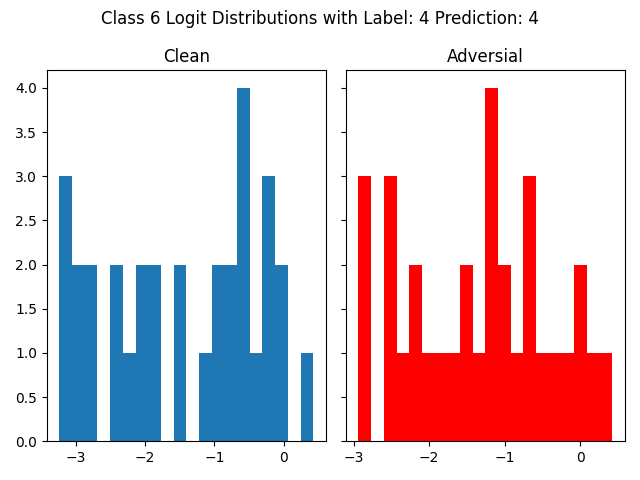 Class 6 Logit Distributions with Label: 4 Prediction: 4
Clean
Adversial
4.0
3.5
3.0
2.5
2.0
1.5
1.0
0.5
0.0
−3 −2 −1 0
−3 −2 −1 0